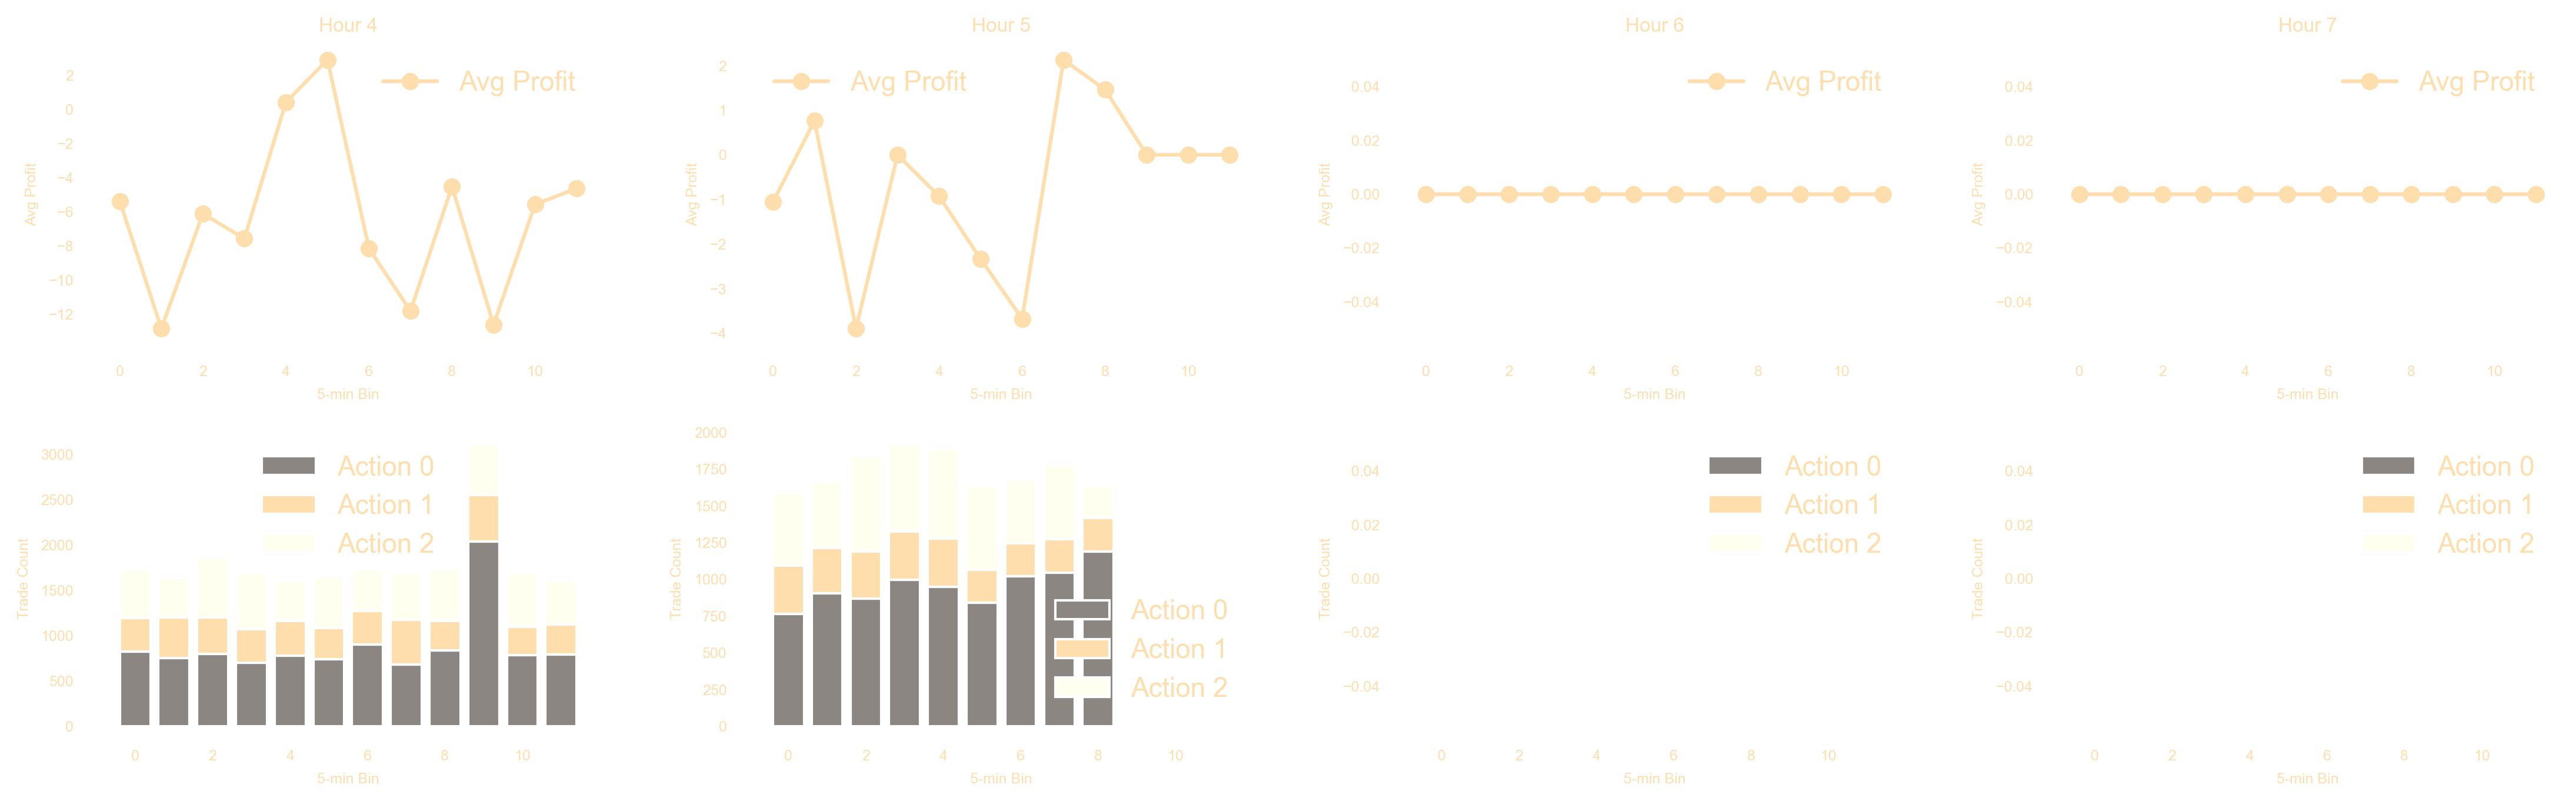 Hour 4
Avg Profit
2
0
−2
−4
−6
−8
−10
−12
Avg Profit
0 2 4 6 8 10
5-min Bin
Hour 5
Avg Profit
2
1
0
−1
−2
−3
−4
Avg Profit
0 2 4 6 8 10
5-min Bin
Hour 6
Avg Profit
0.04
0.02
0.00
−0.02
−0.04
Avg Profit
0 2 4 6 8 10
5-min Bin
Hour 7
Avg Profit
0.04
0.02
0.00
−0.02
−0.04
Avg Profit
0 2 4 6 8 10
5-min Bin
Trade Count
3000
2500
2000
1500
1000
500
0
Action 0
Action 1
Action 2
0 2 4 6 8 10
5-min Bin
Trade Count
2000
1750
1500
1250
1000
750
500
250
0
Action 0
Action 1
Action 2
0 2 4 6 8 10
5-min Bin
Trade Count
0.04
0.02
0.00
−0.02
−0.04
Action 0
Action 1
Action 2
0 2 4 6 8 10
5-min Bin
Trade Count
0.04
0.02
0.00
−0.02
−0.04
Action 0
Action 1
Action 2
0 2 4 6 8 10
5-min Bin